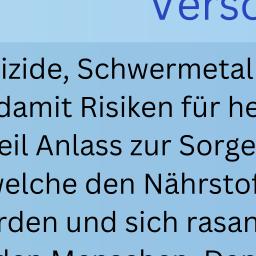 Versc
izide, Schwermetal
damit Risiken für he
eil Anlass zur Sorge
welche den Nährstof
rden und sich rasan
den Menschen. Den